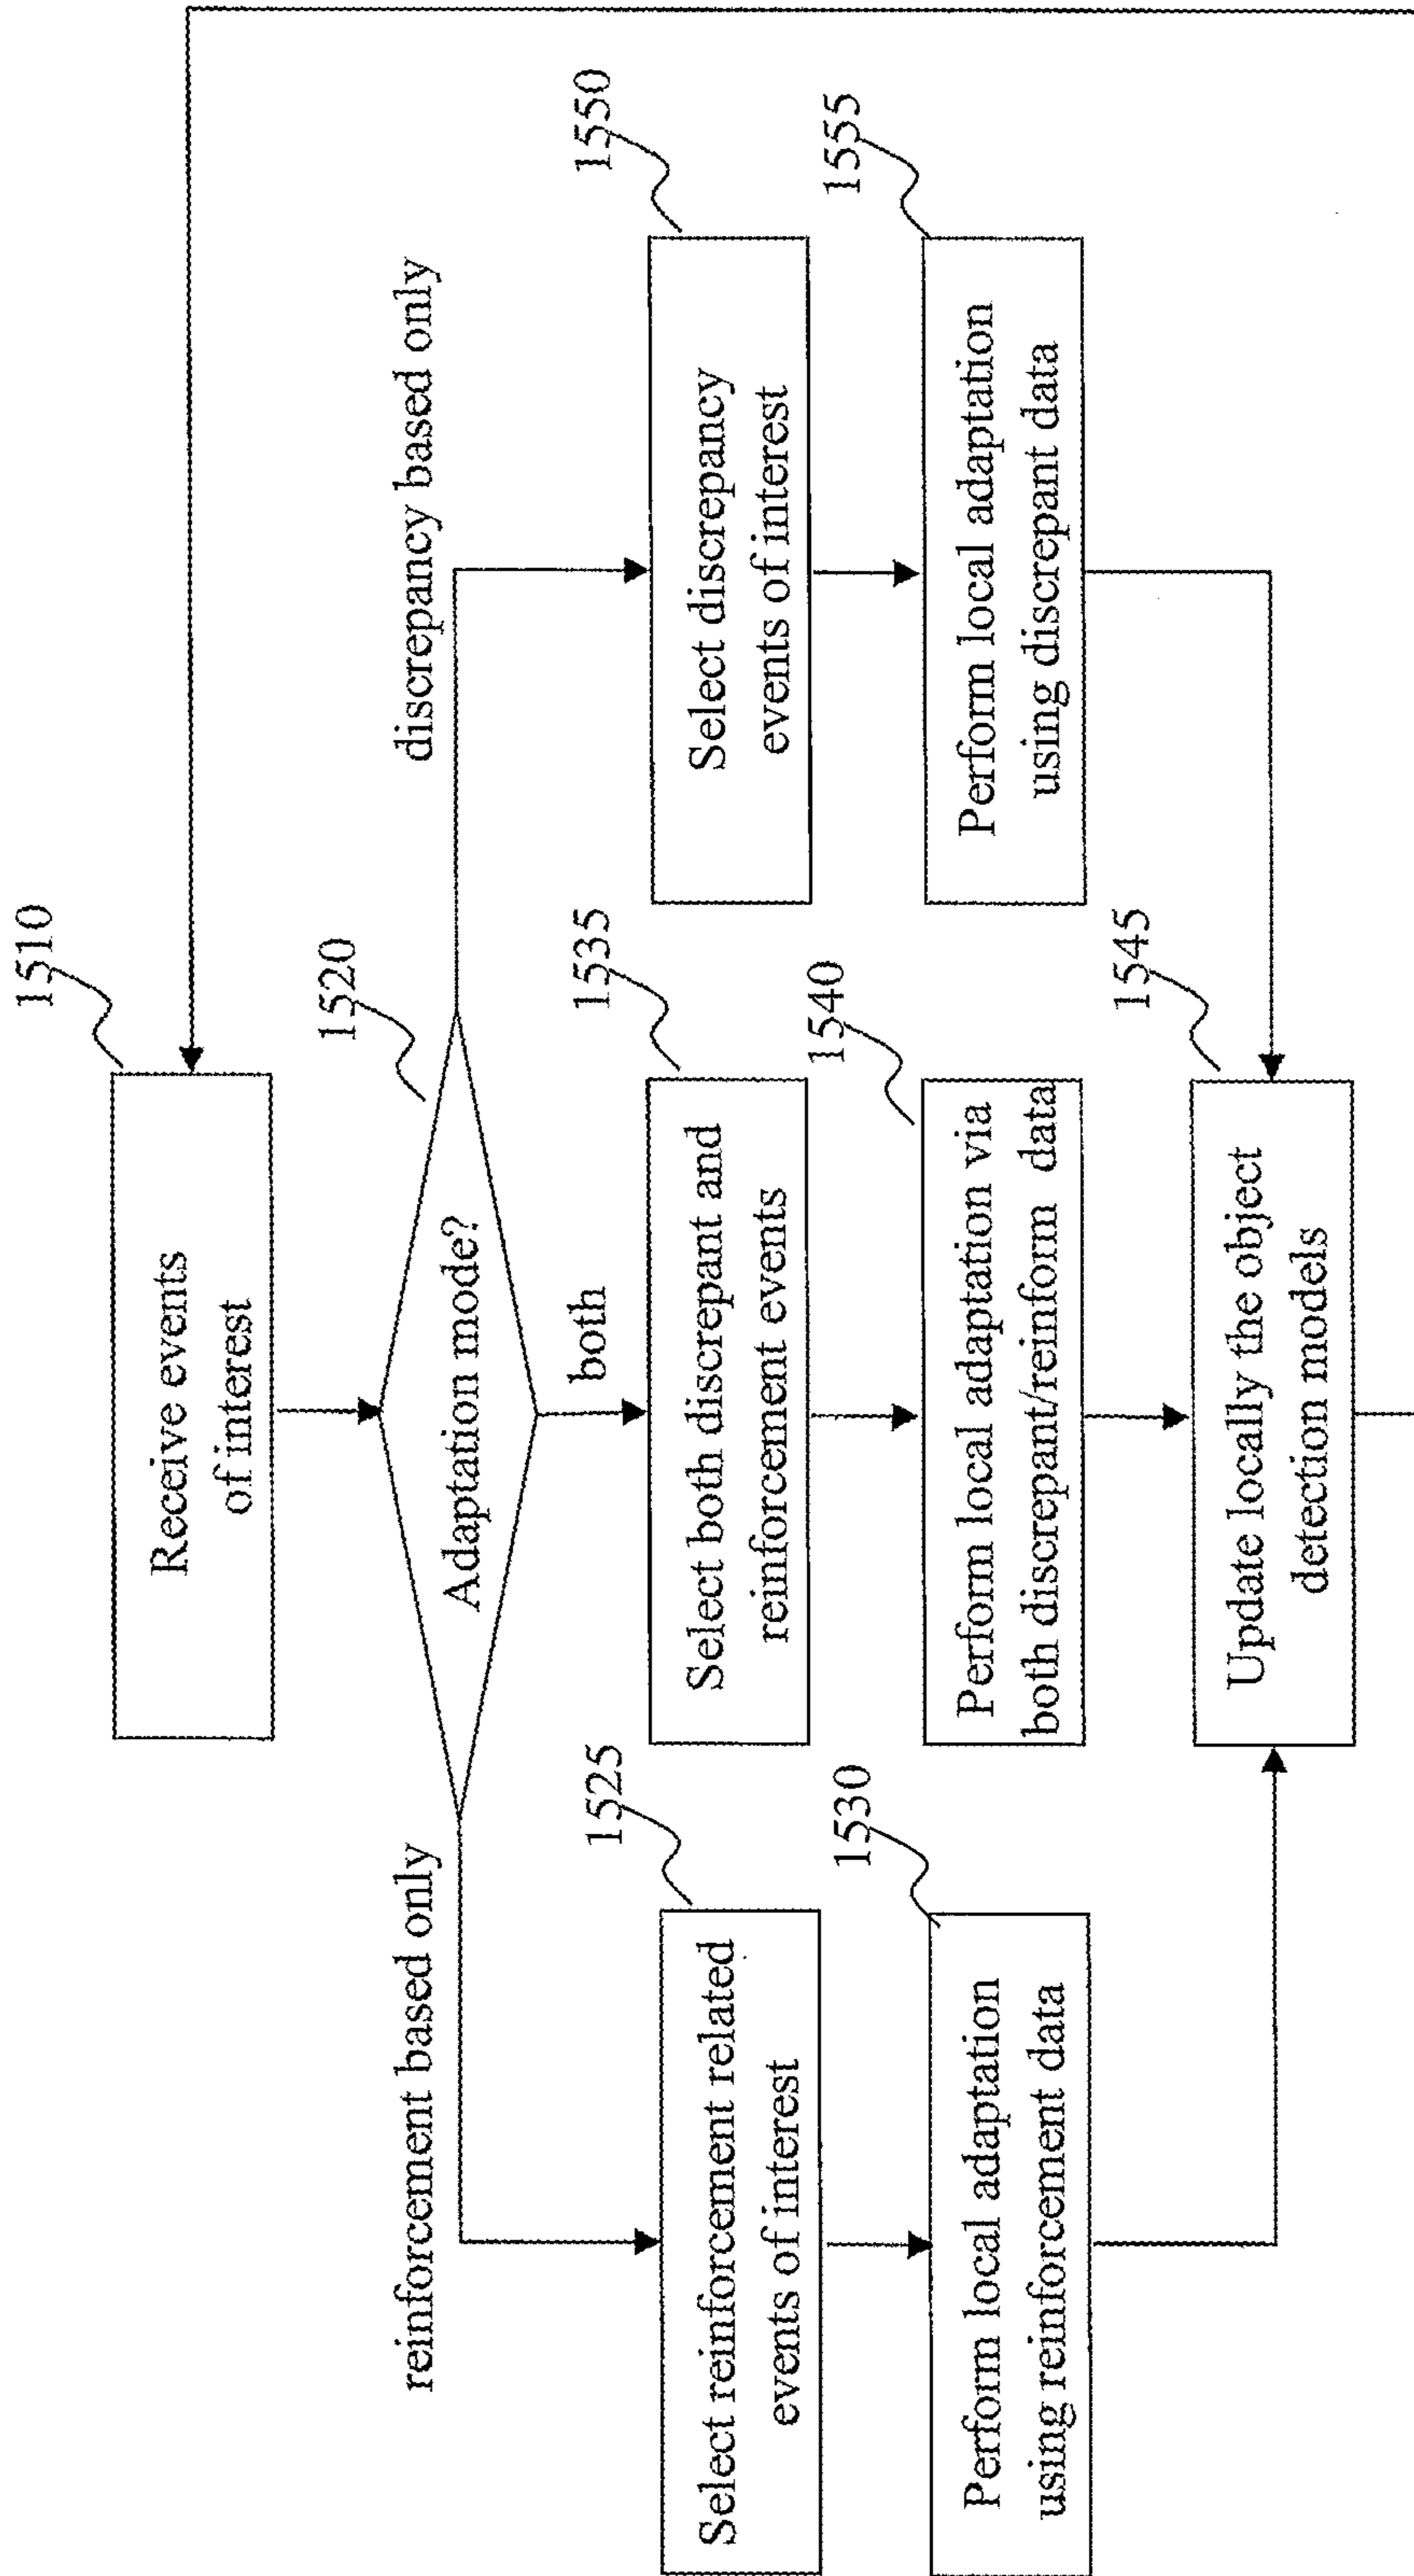 1510
Receive events
of interest
1520
Adaptation mode?
reinforcement based only
both
discrepancy based only
1525
Select reinforcement related
events of interest
1535
Select both discrepant and
reinforcement events
1550
Select discrepancy
events of interest
1530
Perform local adaptation
using reinforcement data
1540
Perform local adaptation via
both discrepant/reinform data
1555
Perform local adaptation
using discrepant data
1545
Update locally the object
detection models